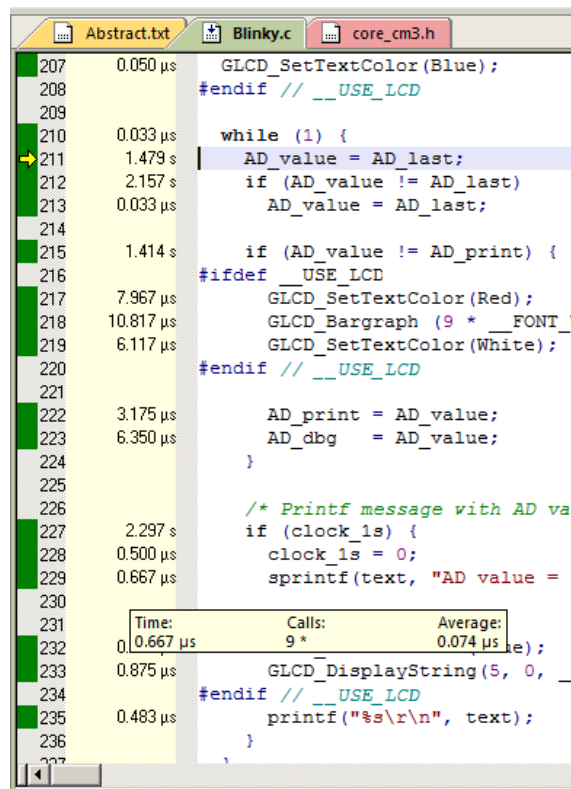 Abstract.txt Blinky.c core_cm3.h
207 0.050 µs GLCD_SetTextColor(Blue);
208 #endif // __USE_LCD
209
210 0.033 µs while (1) {
211 1.479 s AD_value = AD_last;
212 2.157 s if (AD_value != AD_last)
213 0.033 µs AD_value = AD_last;
214
215 1.414 s if (AD_value != AD_print) {
216 #ifdef __USE_LCD
217 7.967 µs GLCD_SetTextColor(Red);
218 10.817 µs GLCD_Bargraph (9 * __FONT_
219 6.117 µs GLCD_SetTextColor(White);
220 #endif // __USE_LCD
221
222 3.175 µs AD_print = AD_value;
223 6.350 µs AD_dbg = AD_value;
224 }
225
226 /* Printf message with AD va
227 2.297 s if (clock_1s) {
228 0.500 µs clock_1s = 0;
229 0.667 µs sprintf(text, "AD value =
230
231 Time: Calls: Average:
0.667 µs 9 * 0.074 µs
232 0. ue);
233 0.875 µs GLCD_DisplayString(5, 0, _
234 #endif // __USE_LCD
235 0.483 µs printf("%s\r\n", text);
236 }
237 }